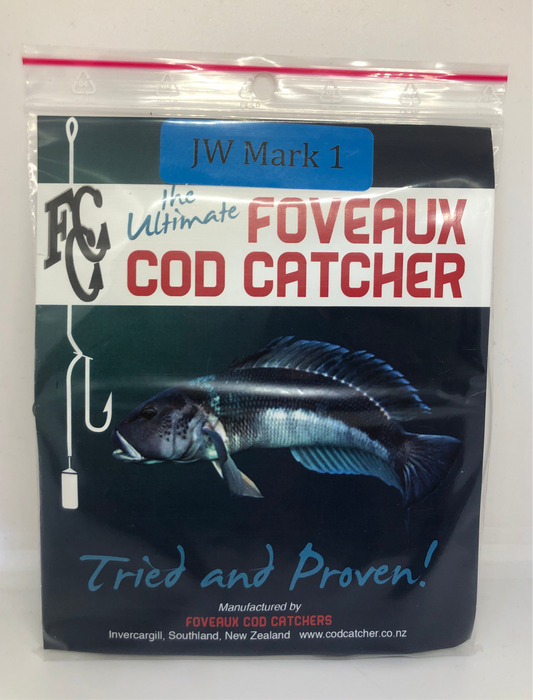 JW Mark 1
FCC
the
Ultimate
FOVEAUX
COD CATCHER
Tried and Proven!
Manufactured by
FOVEAUX COD CATCHERS
Invercargill, Southland, New Zealand www.codcatcher.co.nz